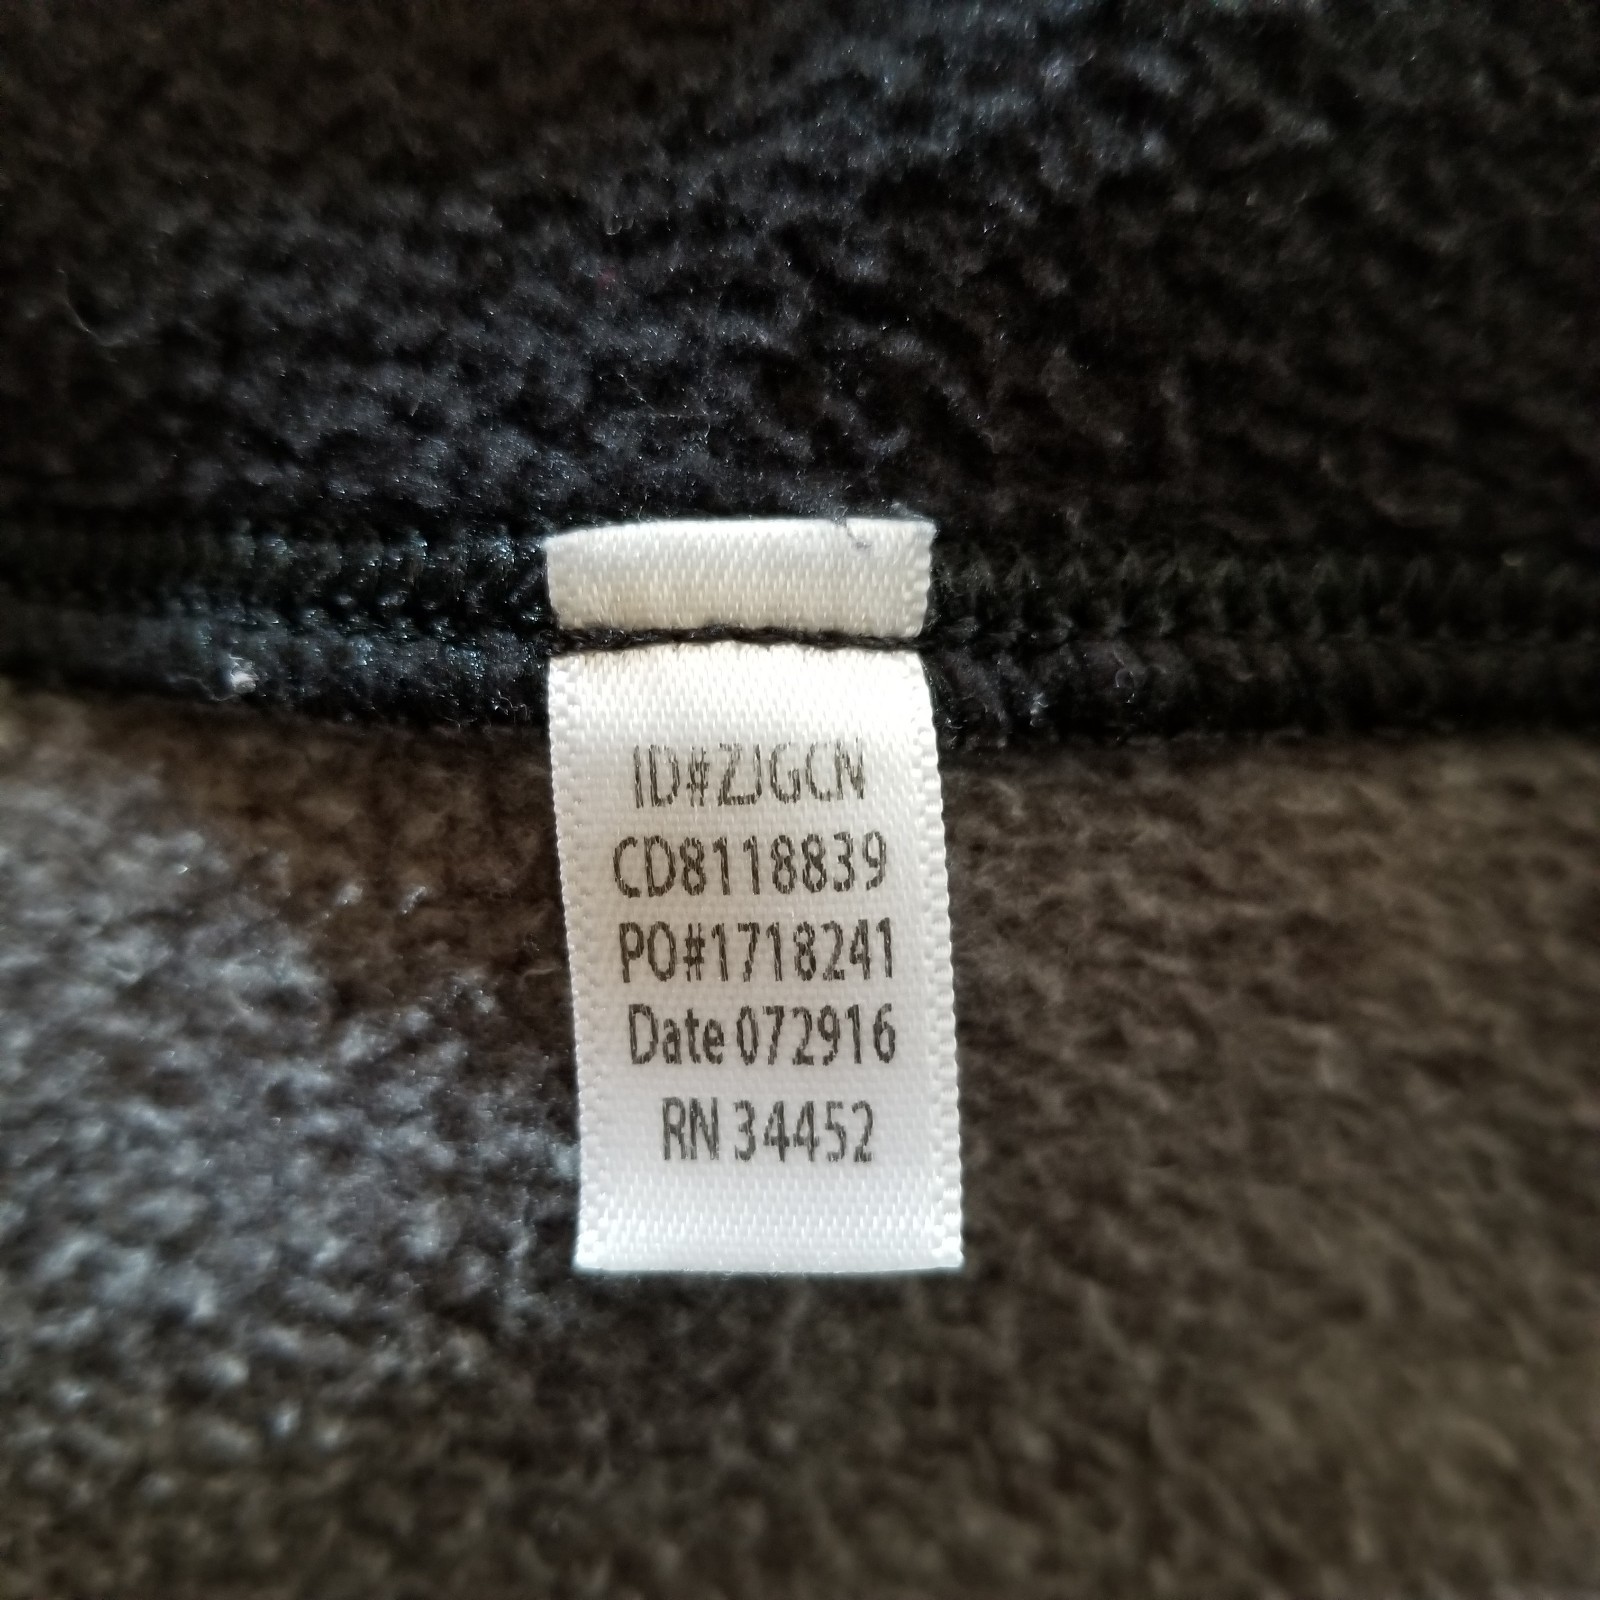 ID#ZJGCN
CD8118839
PO#1718241
Date 072916
RN 34452